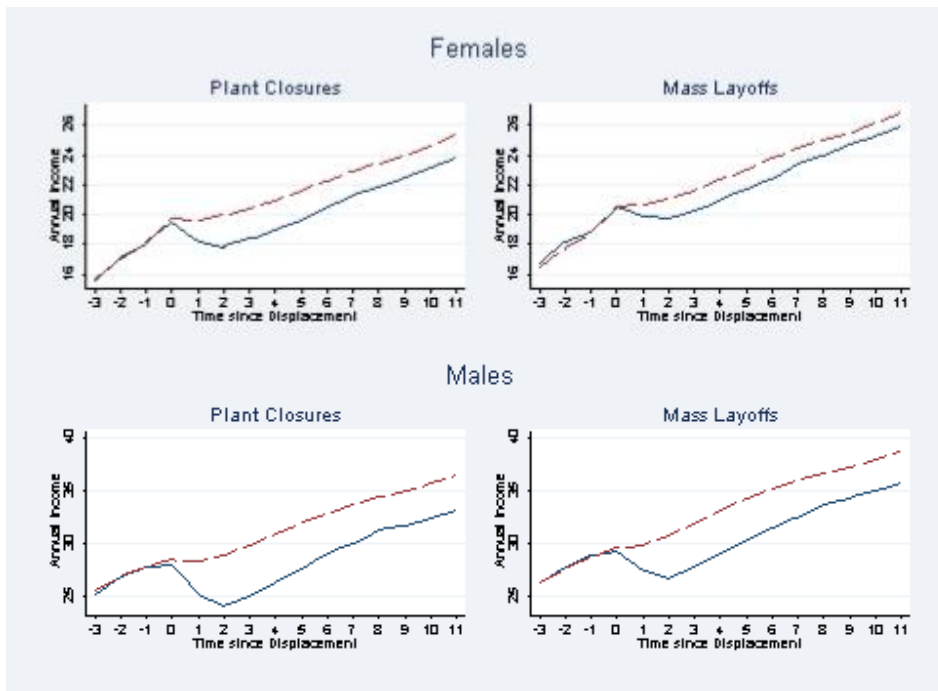 Females
Plant Closures
Mass Layoffs
Annual Income
26
24
22
20
18
16
-3 -2 -1 0 1 2 3 4 5 6 7 8 9 10 11
Time since Displacement
Annual Income
26
24
22
20
18
16
-3 -2 -1 0 1 2 3 4 5 6 7 8 9 10 11
Time since Displacement
Males
Plant Closures
Mass Layoffs
Annual Income
40
35
30
25
-3 -2 -1 0 1 2 3 4 5 6 7 8 9 10 11
Time since Displacement
Annual Income
40
35
30
25
-3 -2 -1 0 1 2 3 4 5 6 7 8 9 10 11
Time since Displacement